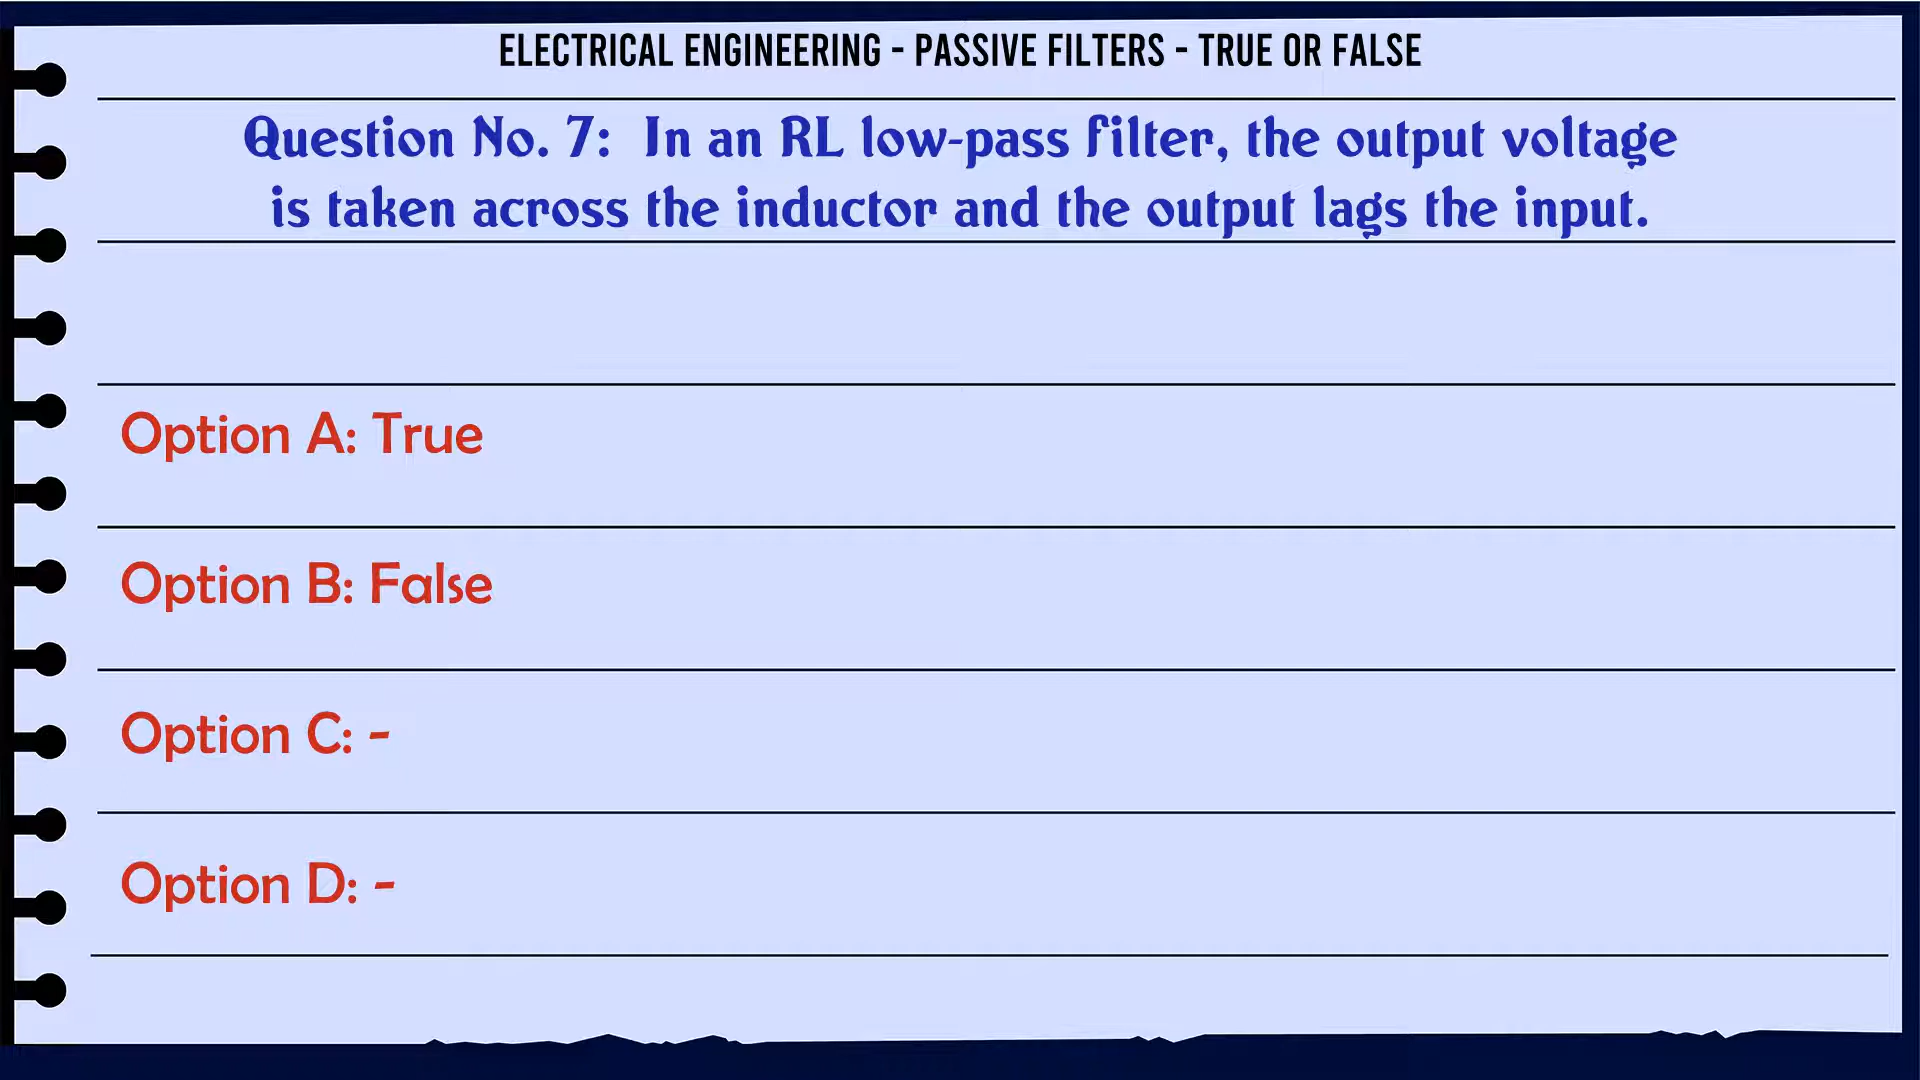 ELECTRICAL ENGINEERING - PASSIVE FILTERS - TRUE OR FALSE
Question No. 7: In an RL low-pass filter, the output voltage
is taken across the inductor and the output lags the input.
Option A: True
Option B: False
Option C: -
Option D: -